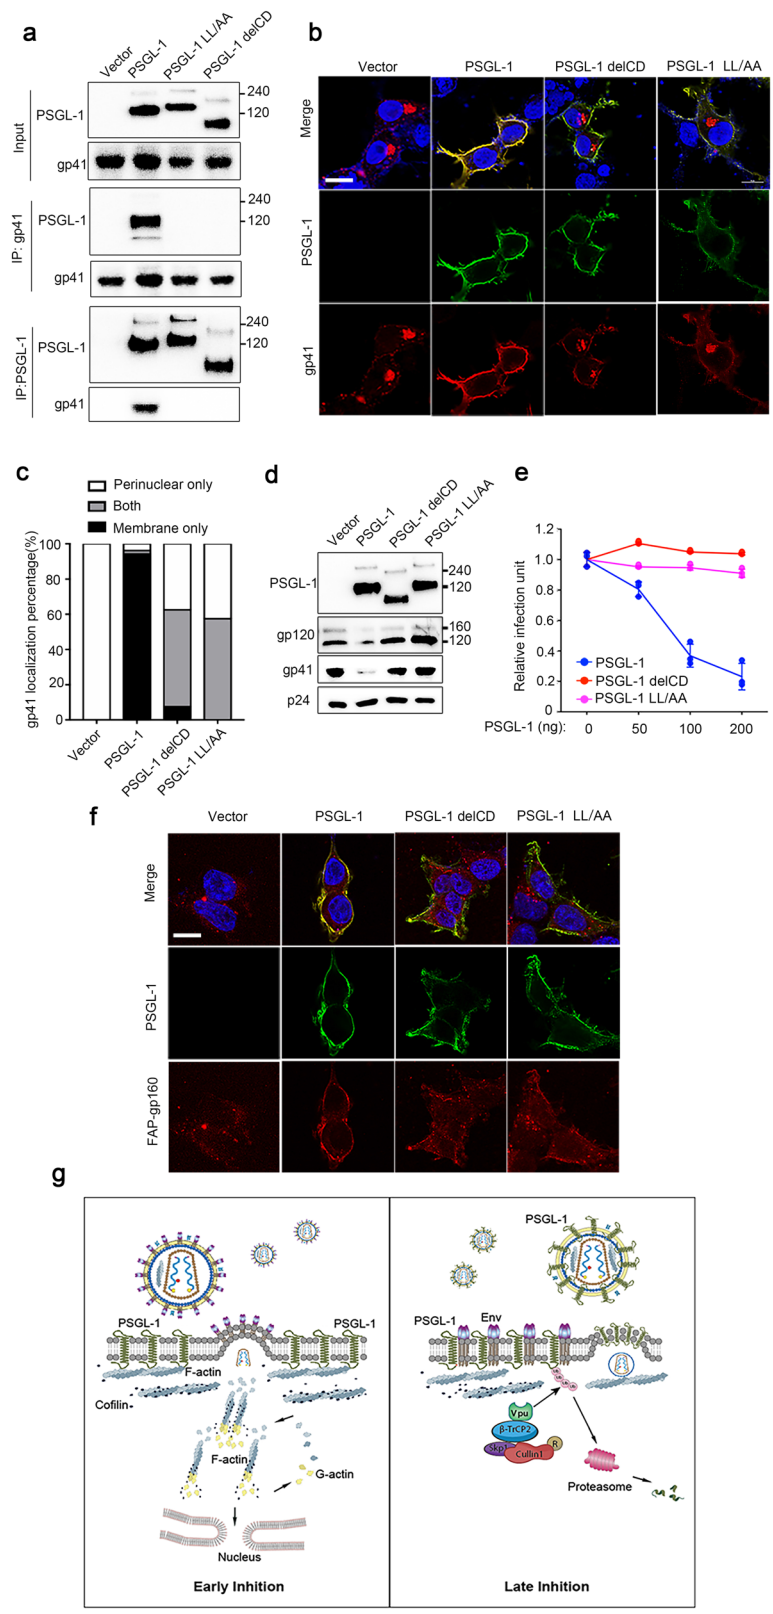 a
Vector
PSGL-1
PSGL-1 LL/AA
PSGL-1 delCD
Input
PSGL-1
240
120
gp41
IP: gp41
PSGL-1
240
120
gp41
IP:PSGL-1
PSGL-1
240
120
gp41
b
Vector
PSGL-1
PSGL-1 delCD
PSGL-1 LL/AA
Merge
PSGL-1
gp41
c
Perinuclear only
Both
Membrane only
gp41 localization percentage(%)
100
80
60
40
20
0
Vector
PSGL-1
PSGL-1 delCD
PSGL-1 LL/AA
d
Vector
PSGL-1
PSGL-1 delCD
PSGL-1 LL/AA
PSGL-1
240
120
gp120
160
120
gp41
p24
e
Relative infection unit
1.2
1.0
0.8
0.6
0.4
0.2
0
PSGL-1
PSGL-1 delCD
PSGL-1 LL/AA
PSGL-1 (ng):
0
50
100
200
f
Vector
PSGL-1
PSGL-1 delCD
PSGL-1 LL/AA
Merge
PSGL-1
FAP-gp160
g
PSGL-1
PSGL-1
F-actin
Cofilin
F-actin
G-actin
Nucleus
Early Inhition
PSGL-1
PSGL-1
Env
Vpu
β-TrCP2
Skp1
Cullin1
R
Proteasome
Late Inhition